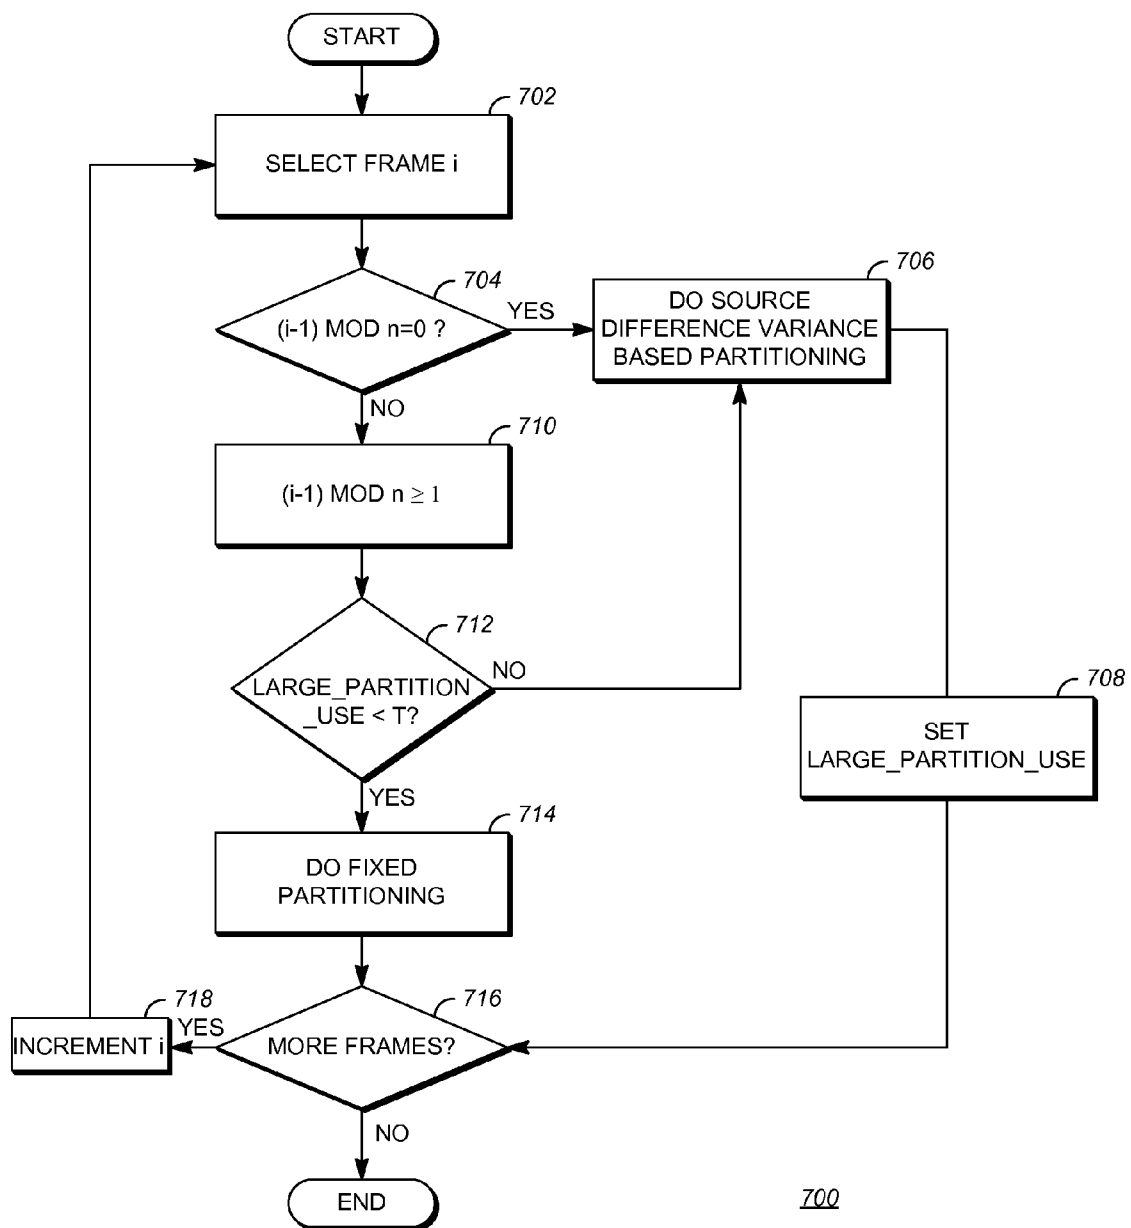 START
702
SELECT FRAME i
704
(i-1) MOD n=0 ?
YES
706
DO SOURCE
DIFFERENCE VARIANCE
BASED PARTITIONING
NO
710
(i-1) MOD n ≥ 1
712
LARGE_PARTITION
_USE < T?
NO
708
SET
LARGE_PARTITION_USE
YES
714
DO FIXED
PARTITIONING
716
MORE FRAMES?
718
YES
INCREMENT i
NO
END
700